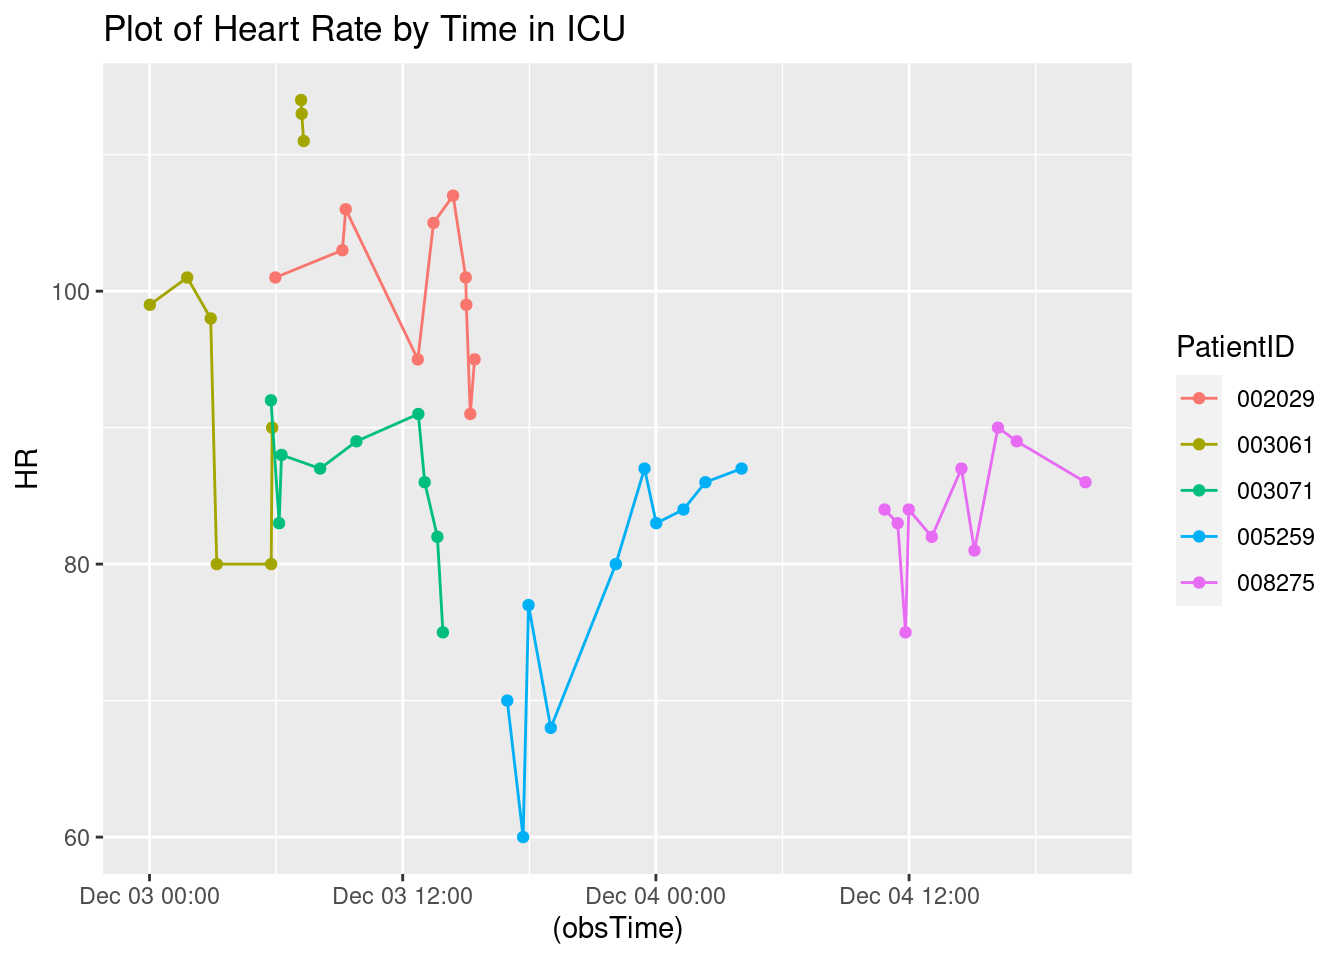 Plot of Heart Rate by Time in ICU
HR
100
80
60
Dec 03 00:00
Dec 03 12:00
Dec 04 00:00
Dec 04 12:00
(obsTime)
PatientID
002029
003061
003071
005259
008275